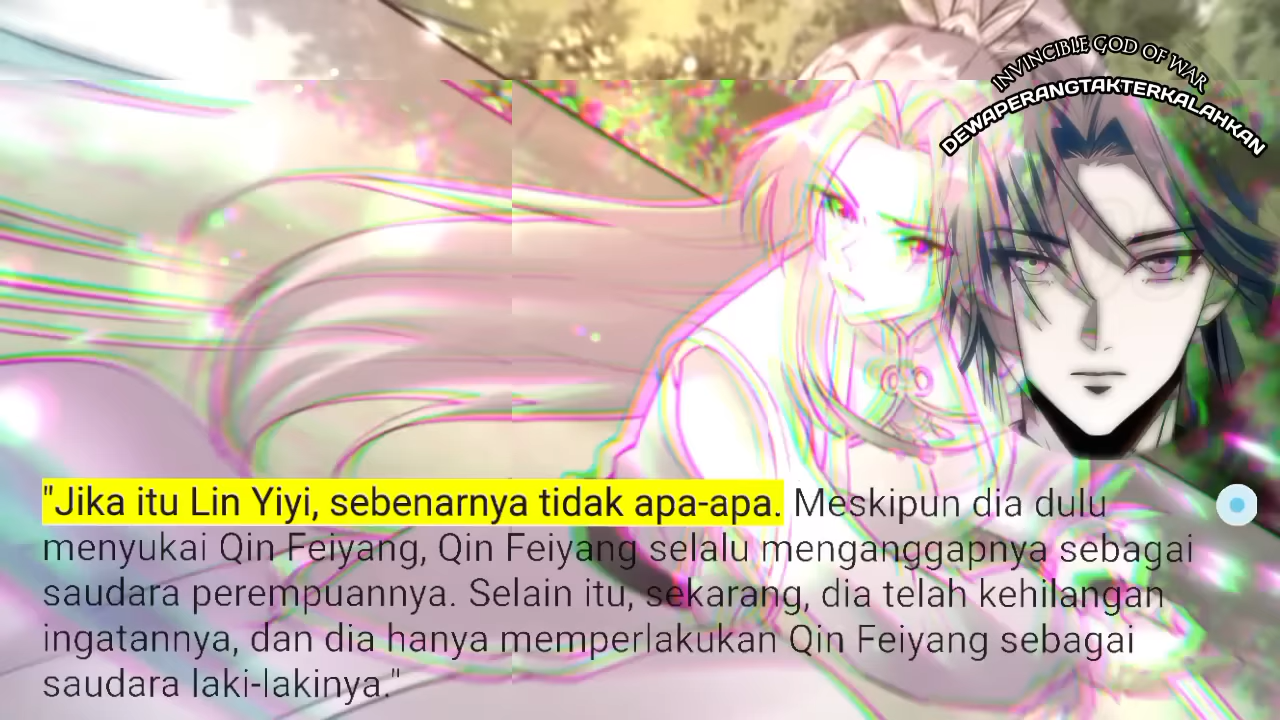 INVINCIBLE GOD OF WAR
DEWAPERANGTAKTERKALAHKAN
"Jika itu Lin Yiyi, sebenarnya tidak apa-apa. Meskipun dia dulu
menyukai Qin Feiyang, Qin Feiyang selalu menganggapnya sebagai
saudara perempuannya. Selain itu, sekarang, dia telah kehilangan
ingatannya, dan dia hanya memperlakukan Qin Feiyang sebagai
saudara laki-lakinya."